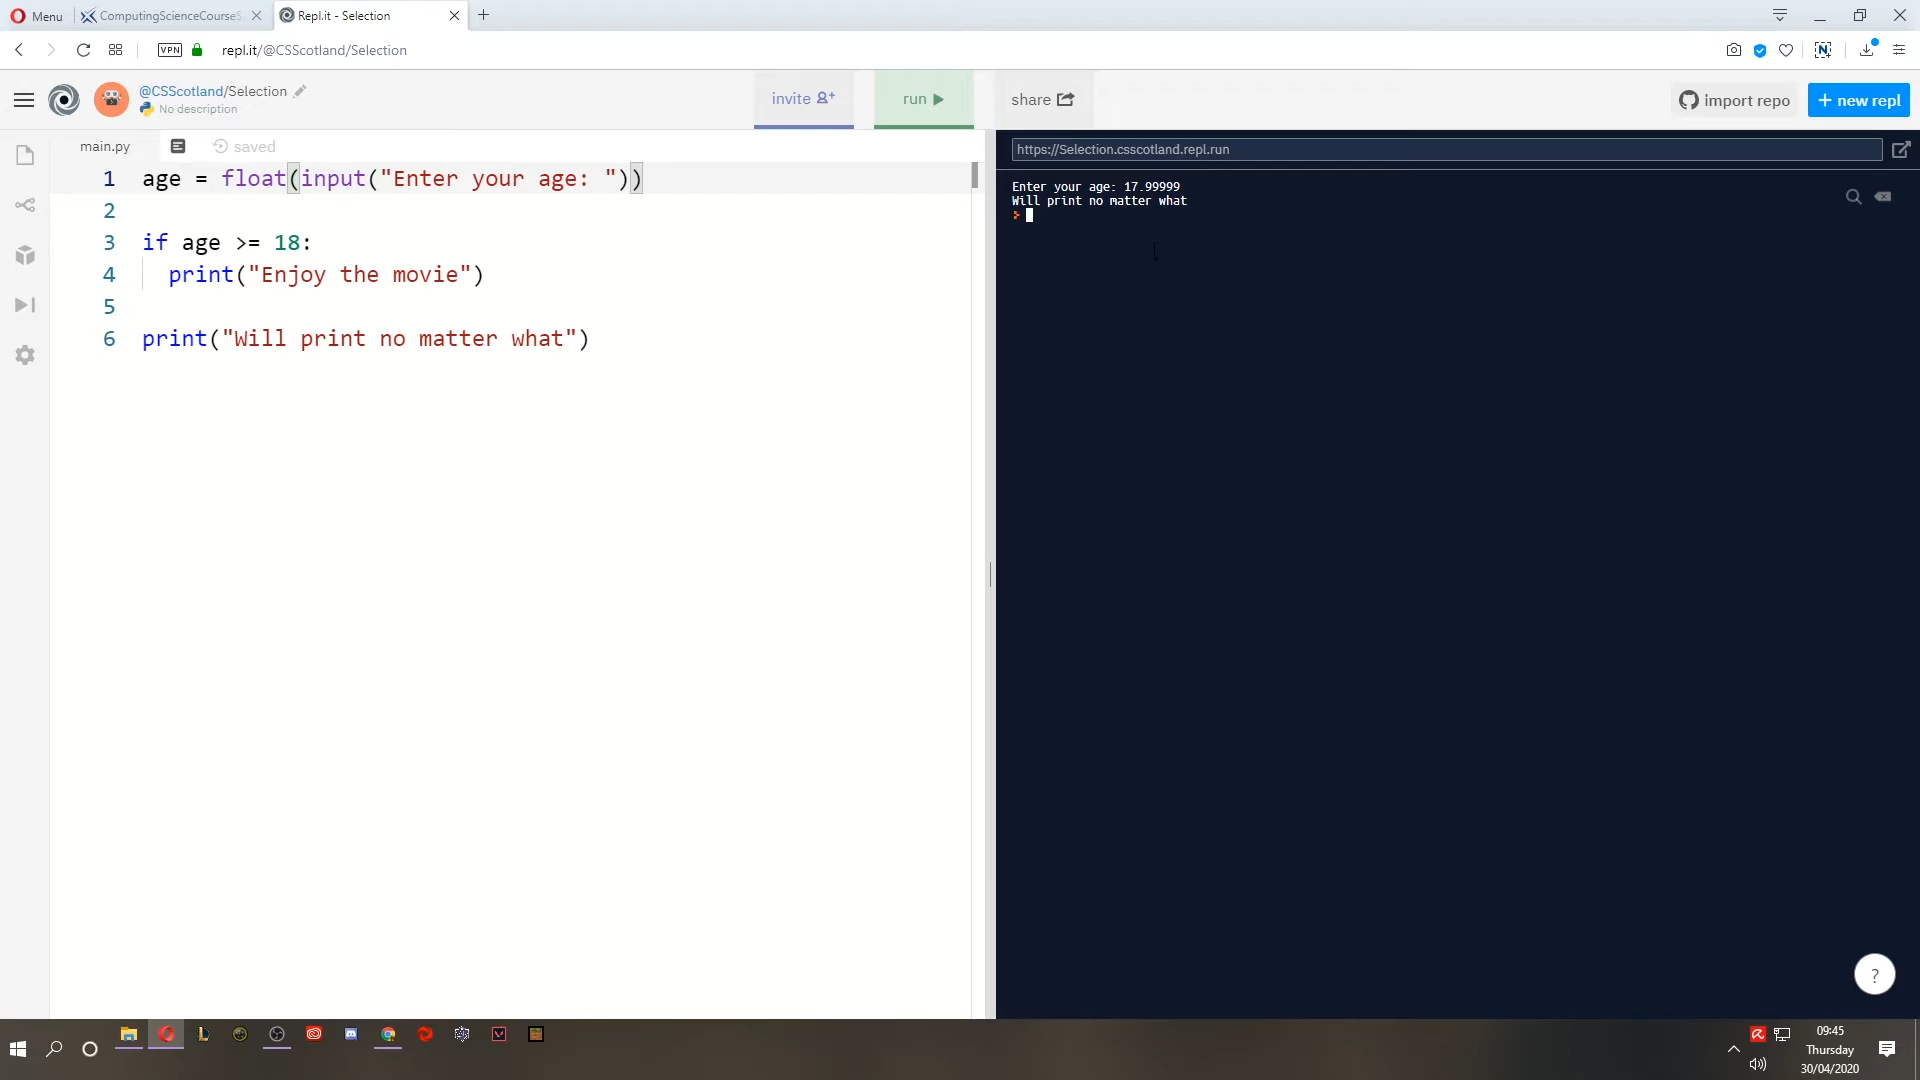 Menu
ComputingScienceCourseS
Repl.it - Selection
VPN
repl.it/@CSScotland/Selection
@CSScotland/Selection
No description
invite
run
share
import repo
+ new repl
main.py
saved
https://Selection.csscotland.repl.run
1 age = float(input("Enter your age: "))
2
3 if age >= 18:
4 print("Enjoy the movie")
5
6 print("Will print no matter what")
Enter your age: 17.99999
Will print no matter what
>
?
09:45
Thursday
30/04/2020